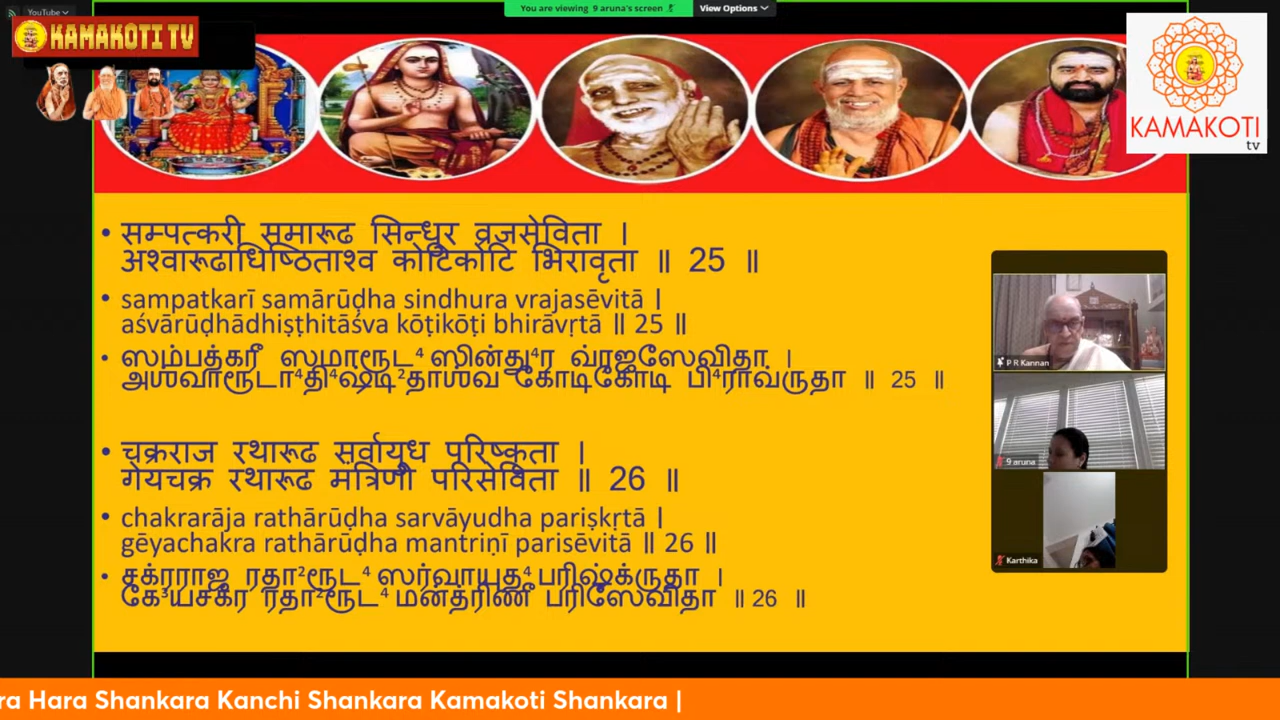 YouTube
You are viewing 9 aruna's screen
View Options
KAMAKOTI TV
KAMAKOTI
tv
• सम्पत्करी समारूढ सिन्धुर व्रजसेविता |
अश्वारूढाधिष्ठिताश्व कोटिकोटि भिरावृता ॥ 25 ॥
• sampatkarī samārūḍha sindhura vrajasēvitā |
aśvārūḍhādhiṣṭhitāśva kōṭikōṭi bhirāvṛtā ॥ 25 ॥
• ஸம்பத்கரீ ஸமாரூட⁴ ஸின்து⁴ர வ்ரஜஸேவிதா |
அஶ்வாரூடா⁴தி⁴ஷ்டி²தாஶ்வ கோடிகோடி பி⁴ராவ்ருதா ॥ 25 ॥
• चक्रराज रथारूढ सर्वायुध परिष्कृता |
गेयचक्र रथारूढ मंत्रिणी परिसेविता ॥ 26 ॥
• chakrarāja rathārūḍha sarvāyudha pariṣkṛtā |
gēyachakra rathārūḍha mantriṇī parisēvitā ॥ 26 ॥
• சக்ரராஜ ரதா²ரூட⁴ ஸர்வாயுத⁴ பரிஷ்க்ருதா |
கே³யசக்ர ரதா²ரூட⁴ மன்த்ரிணீ பரிஸேவிதா ॥ 26 ॥
P R Kannan
9 aruna
Karthika
ra Hara Shankara Kanchi Shankara Kamakoti Shankara |